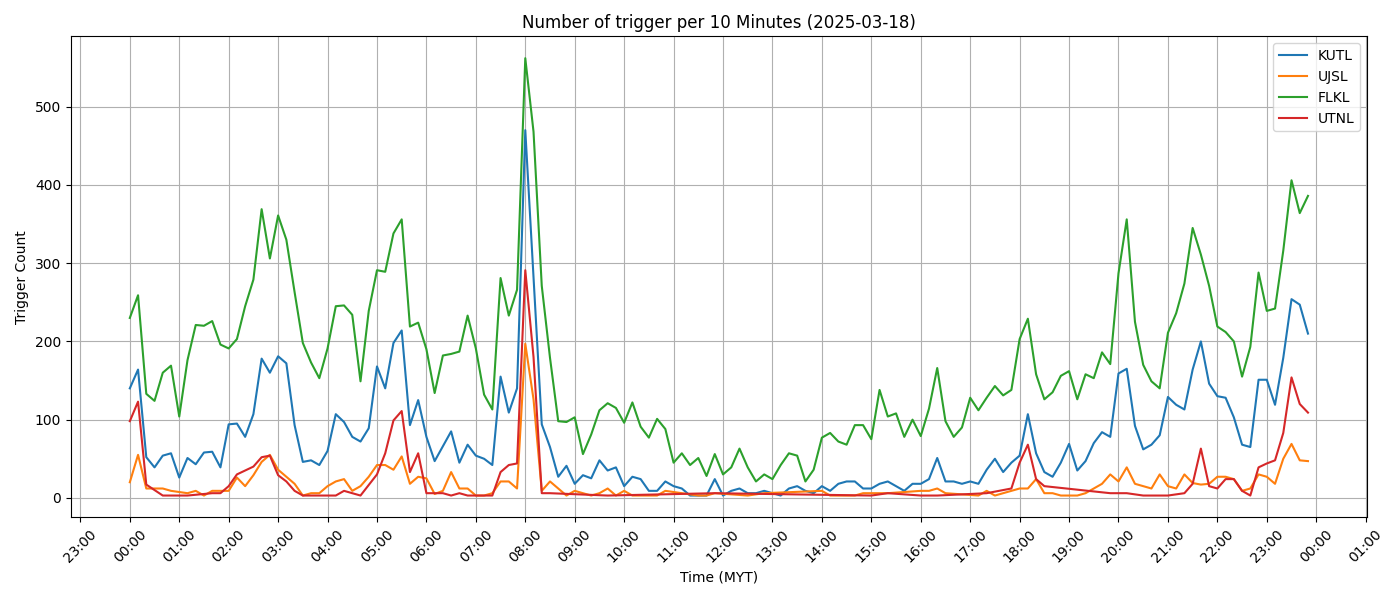 Number of trigger per 10 Minutes (2025-03-18)
KUTL
UJSL
FLKL
UTNL
Trigger Count
500
400
300
200
100
0
23:00 00:00 01:00 02:00 03:00 04:00 05:00 06:00 07:00 08:00 09:00 10:00 11:00 12:00 13:00 14:00 15:00 16:00 17:00 18:00 19:00 20:00 21:00 22:00 23:00 00:00 01:00
Time (MYT)